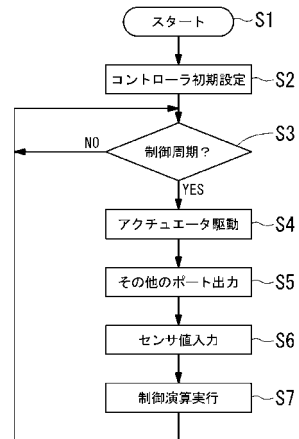 スタート S1
コントローラ初期設定 S2
制御周期? S3
NO
YES
アクチュエータ駆動 S4
その他のポート出力 S5
センサ値入力 S6
制御演算実行 S7